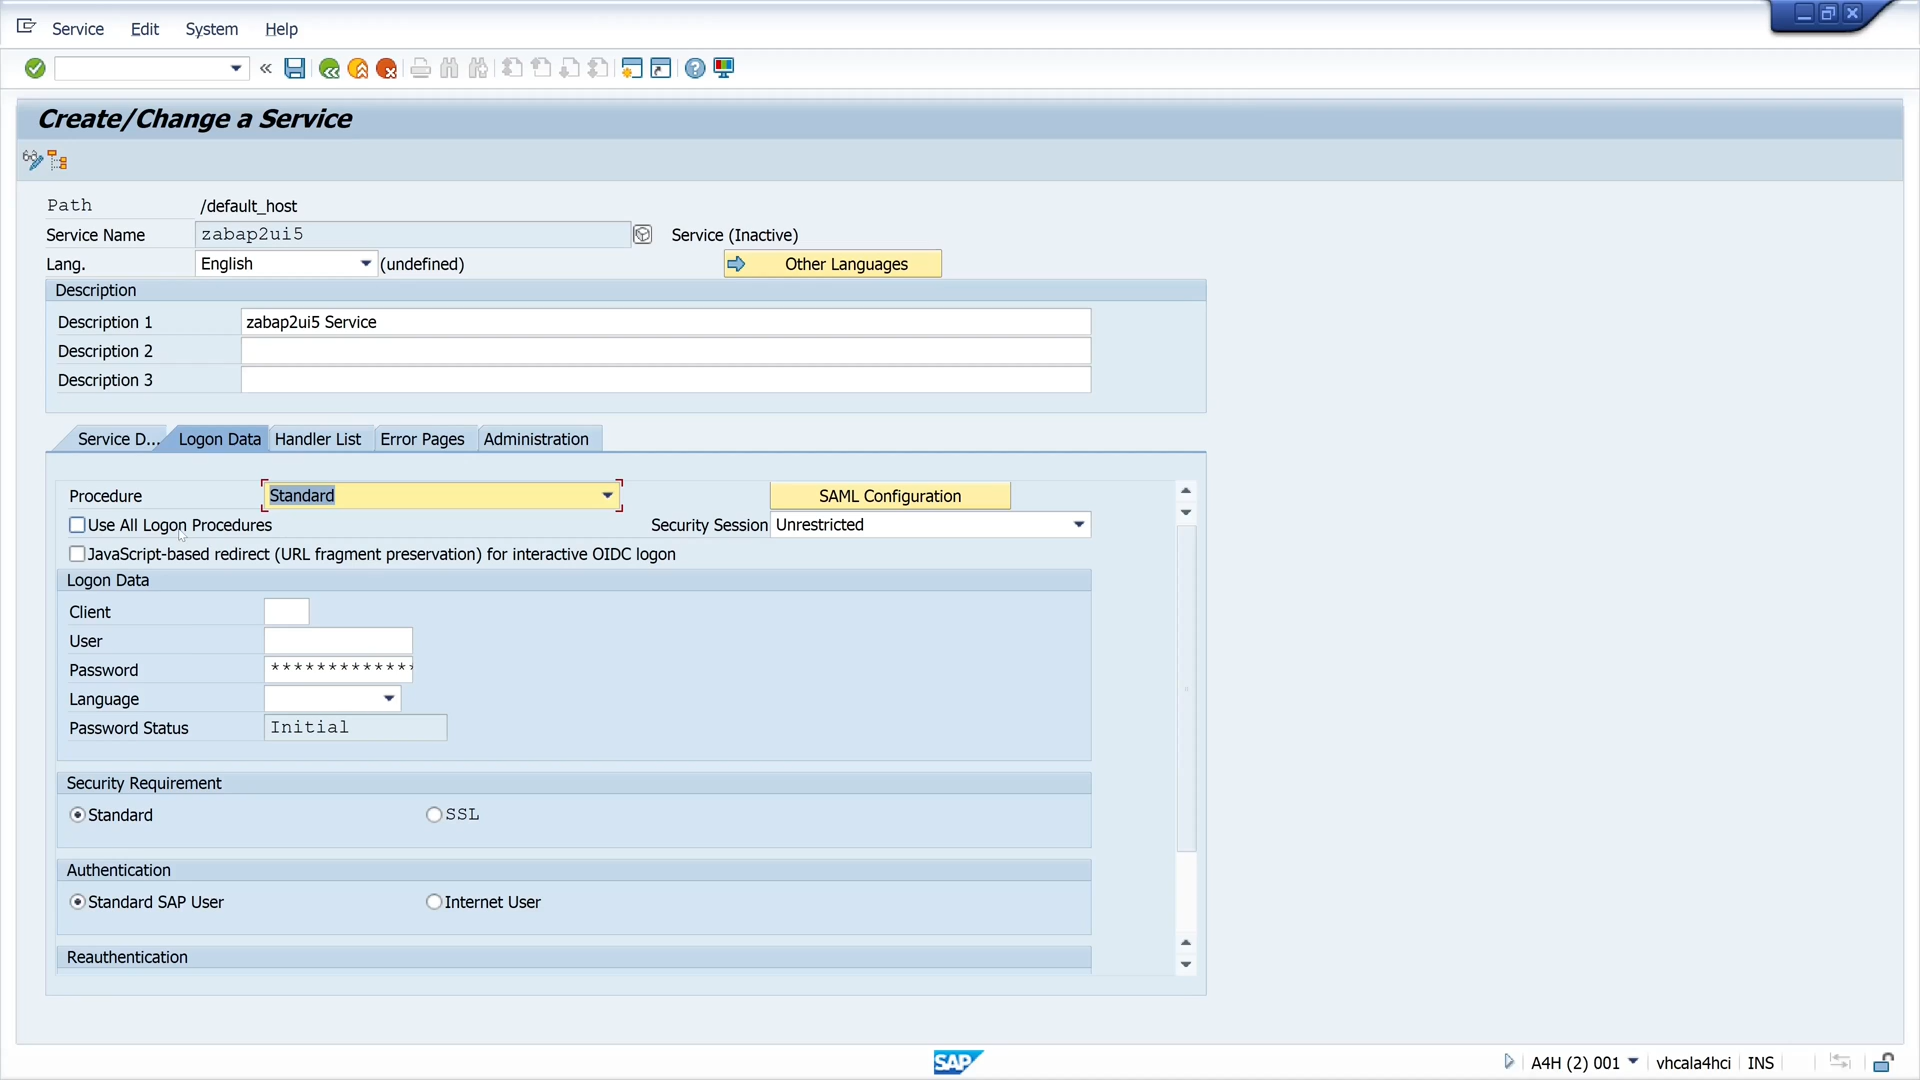 Service Edit System Help
Create/Change a Service
Path /default_host
Service Name zabap2ui5 Service (Inactive)
Lang. English (undefined) Other Languages
Description
Description 1 zabap2ui5 Service
Description 2
Description 3
Service D... Logon Data Handler List Error Pages Administration
Procedure Standard SAML Configuration
Use All Logon Procedures Security Session Unrestricted
JavaScript-based redirect (URL fragment preservation) for interactive OIDC logon
Logon Data
Client
User
Password *************
Language
Password Status Initial
Security Requirement
Standard SSL
Authentication
Standard SAP User Internet User
Reauthentication
SAP A4H (2) 001 vhcala4hci INS